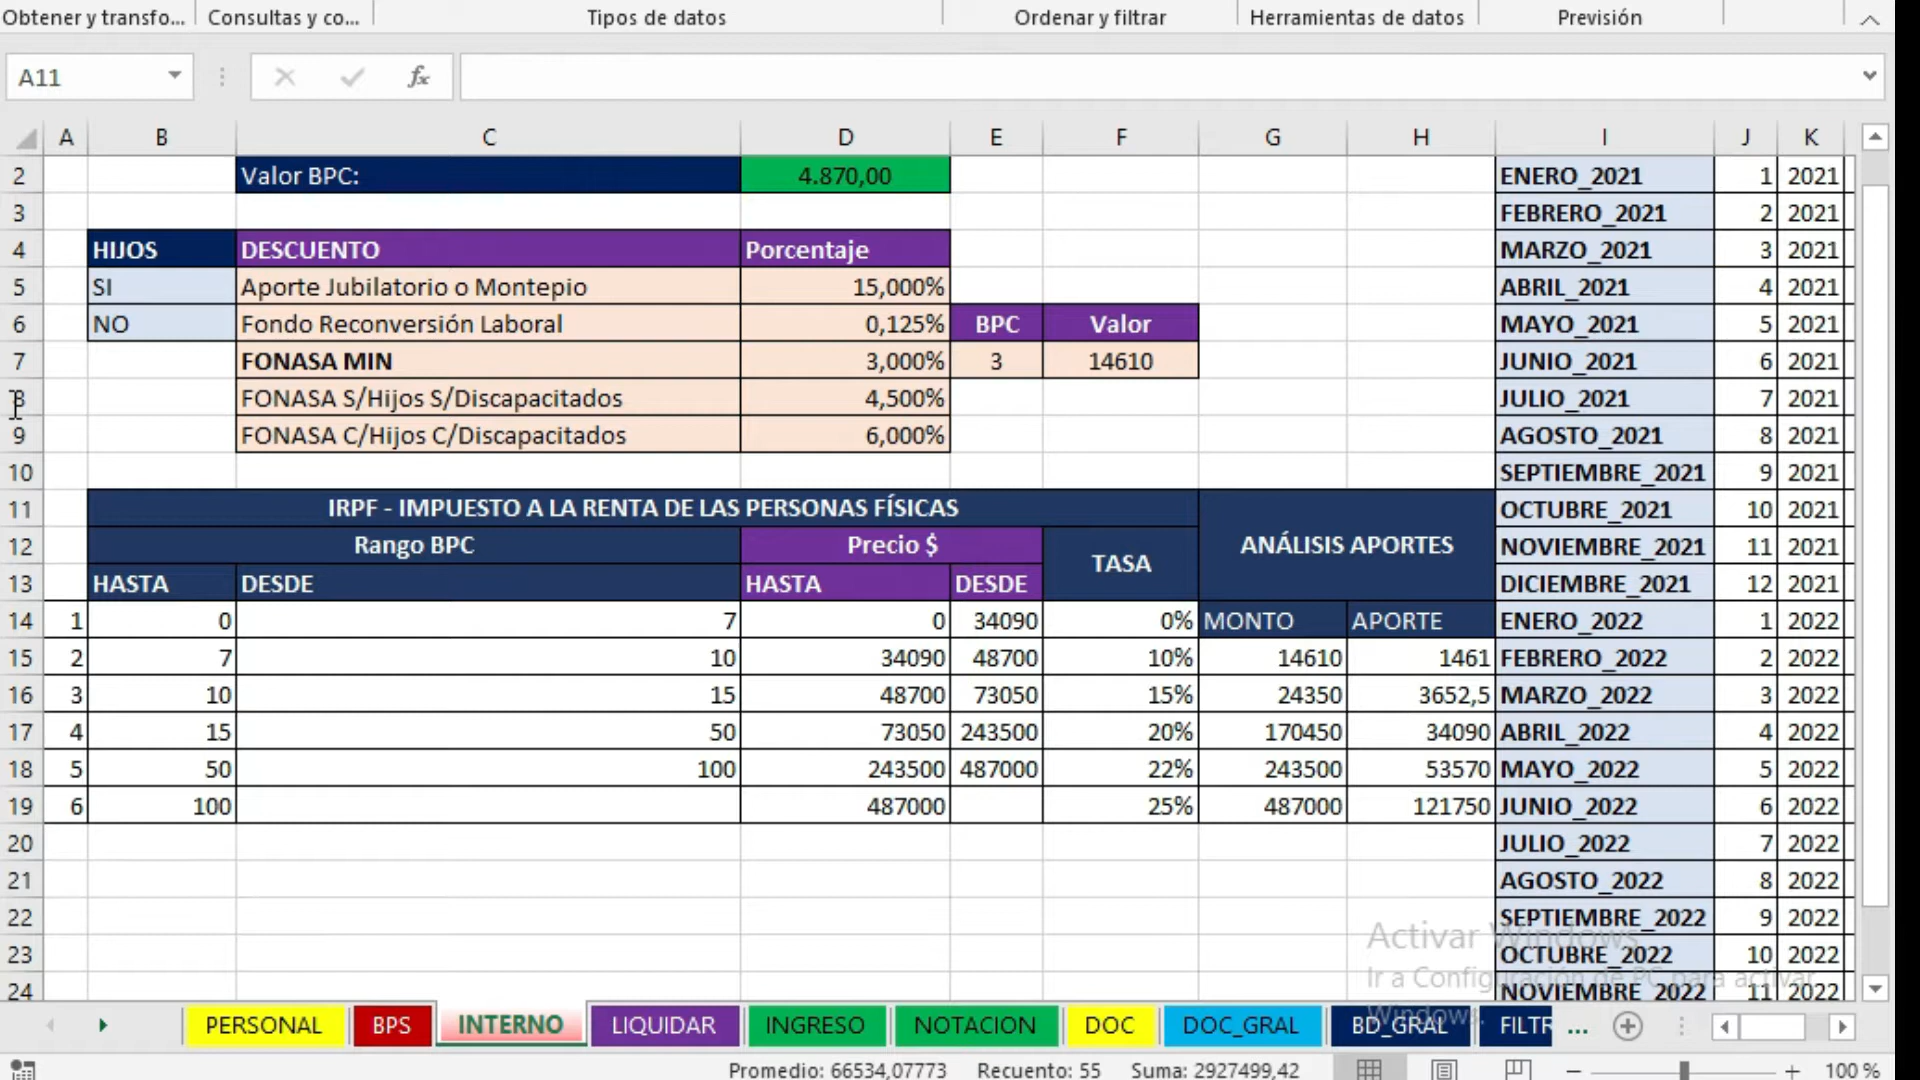 Obtener y transfo... Consultas y co... Tipos de datos Ordenar y filtrar Herramientas de datos Previsión
A11 fx
A B C D E F G H I J K
2 Valor BPC: 4.870,00 ENERO_2021 1 2021
3 FEBRERO_2021 2 2021
4 HIJOS DESCUENTO Porcentaje MARZO_2021 3 2021
5 SI Aporte Jubilatorio o Montepio 15,000% ABRIL_2021 4 2021
6 NO Fondo Reconversión Laboral 0,125% BPC Valor MAYO_2021 5 2021
7 FONASA MIN 3,000% 3 14610 JUNIO_2021 6 2021
8 FONASA S/Hijos S/Discapacitados 4,500% JULIO_2021 7 2021
9 FONASA C/Hijos C/Discapacitados 6,000% AGOSTO_2021 8 2021
10 SEPTIEMBRE_2021 9 2021
11 IRPF - IMPUESTO A LA RENTA DE LAS PERSONAS FÍSICAS OCTUBRE_2021 10 2021
12 Rango BPC Precio $ TASA ANÁLISIS APORTES NOVIEMBRE_2021 11 2021
13 HASTA DESDE HASTA DESDE DICIEMBRE_2021 12 2021
14 1 0 7 0 34090 0% MONTO APORTE ENERO_2022 1 2022
15 2 7 10 34090 48700 10% 14610 1461 FEBRERO_2022 2 2022
16 3 10 15 48700 73050 15% 24350 3652,5 MARZO_2022 3 2022
17 4 15 50 73050 243500 20% 170450 34090 ABRIL_2022 4 2022
18 5 50 100 243500 487000 22% 243500 53570 MAYO_2022 5 2022
19 6 100 487000 25% 487000 121750 JUNIO_2022 6 2022
20 JULIO_2022 7 2022
21 AGOSTO_2022 8 2022
22 SEPTIEMBRE_2022 9 2022
23 OCTUBRE_2022 10 2022
24 NOVIEMBRE_2022 11 2022
Activar Windows
Ir a Configuración de PC para activar
Windows.
PERSONAL BPS INTERNO LIQUIDAR INGRESO NOTACION DOC DOC_GRAL BD_GRAL FILTR ...
Promedio: 66534,07773 Recuento: 55 Suma: 2927499,42 100 %